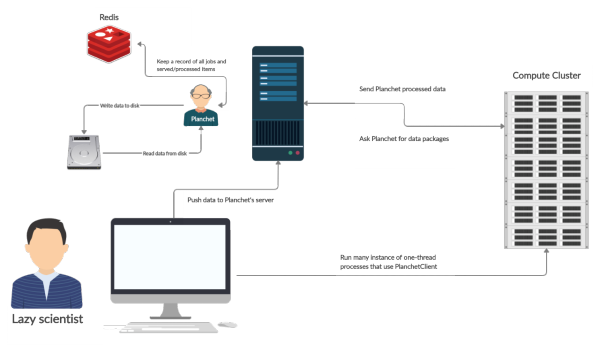 Redis
Keep a record of all jobs and
served/processed items
Write data to disk
Planchet
Read data from disk
Send Planchet processed data
Ask Planchet for data packages
Compute Cluster
Push data to Planchet's server
Run many instance of one-thread
processes that use PlanchetClient
Lazy scientist